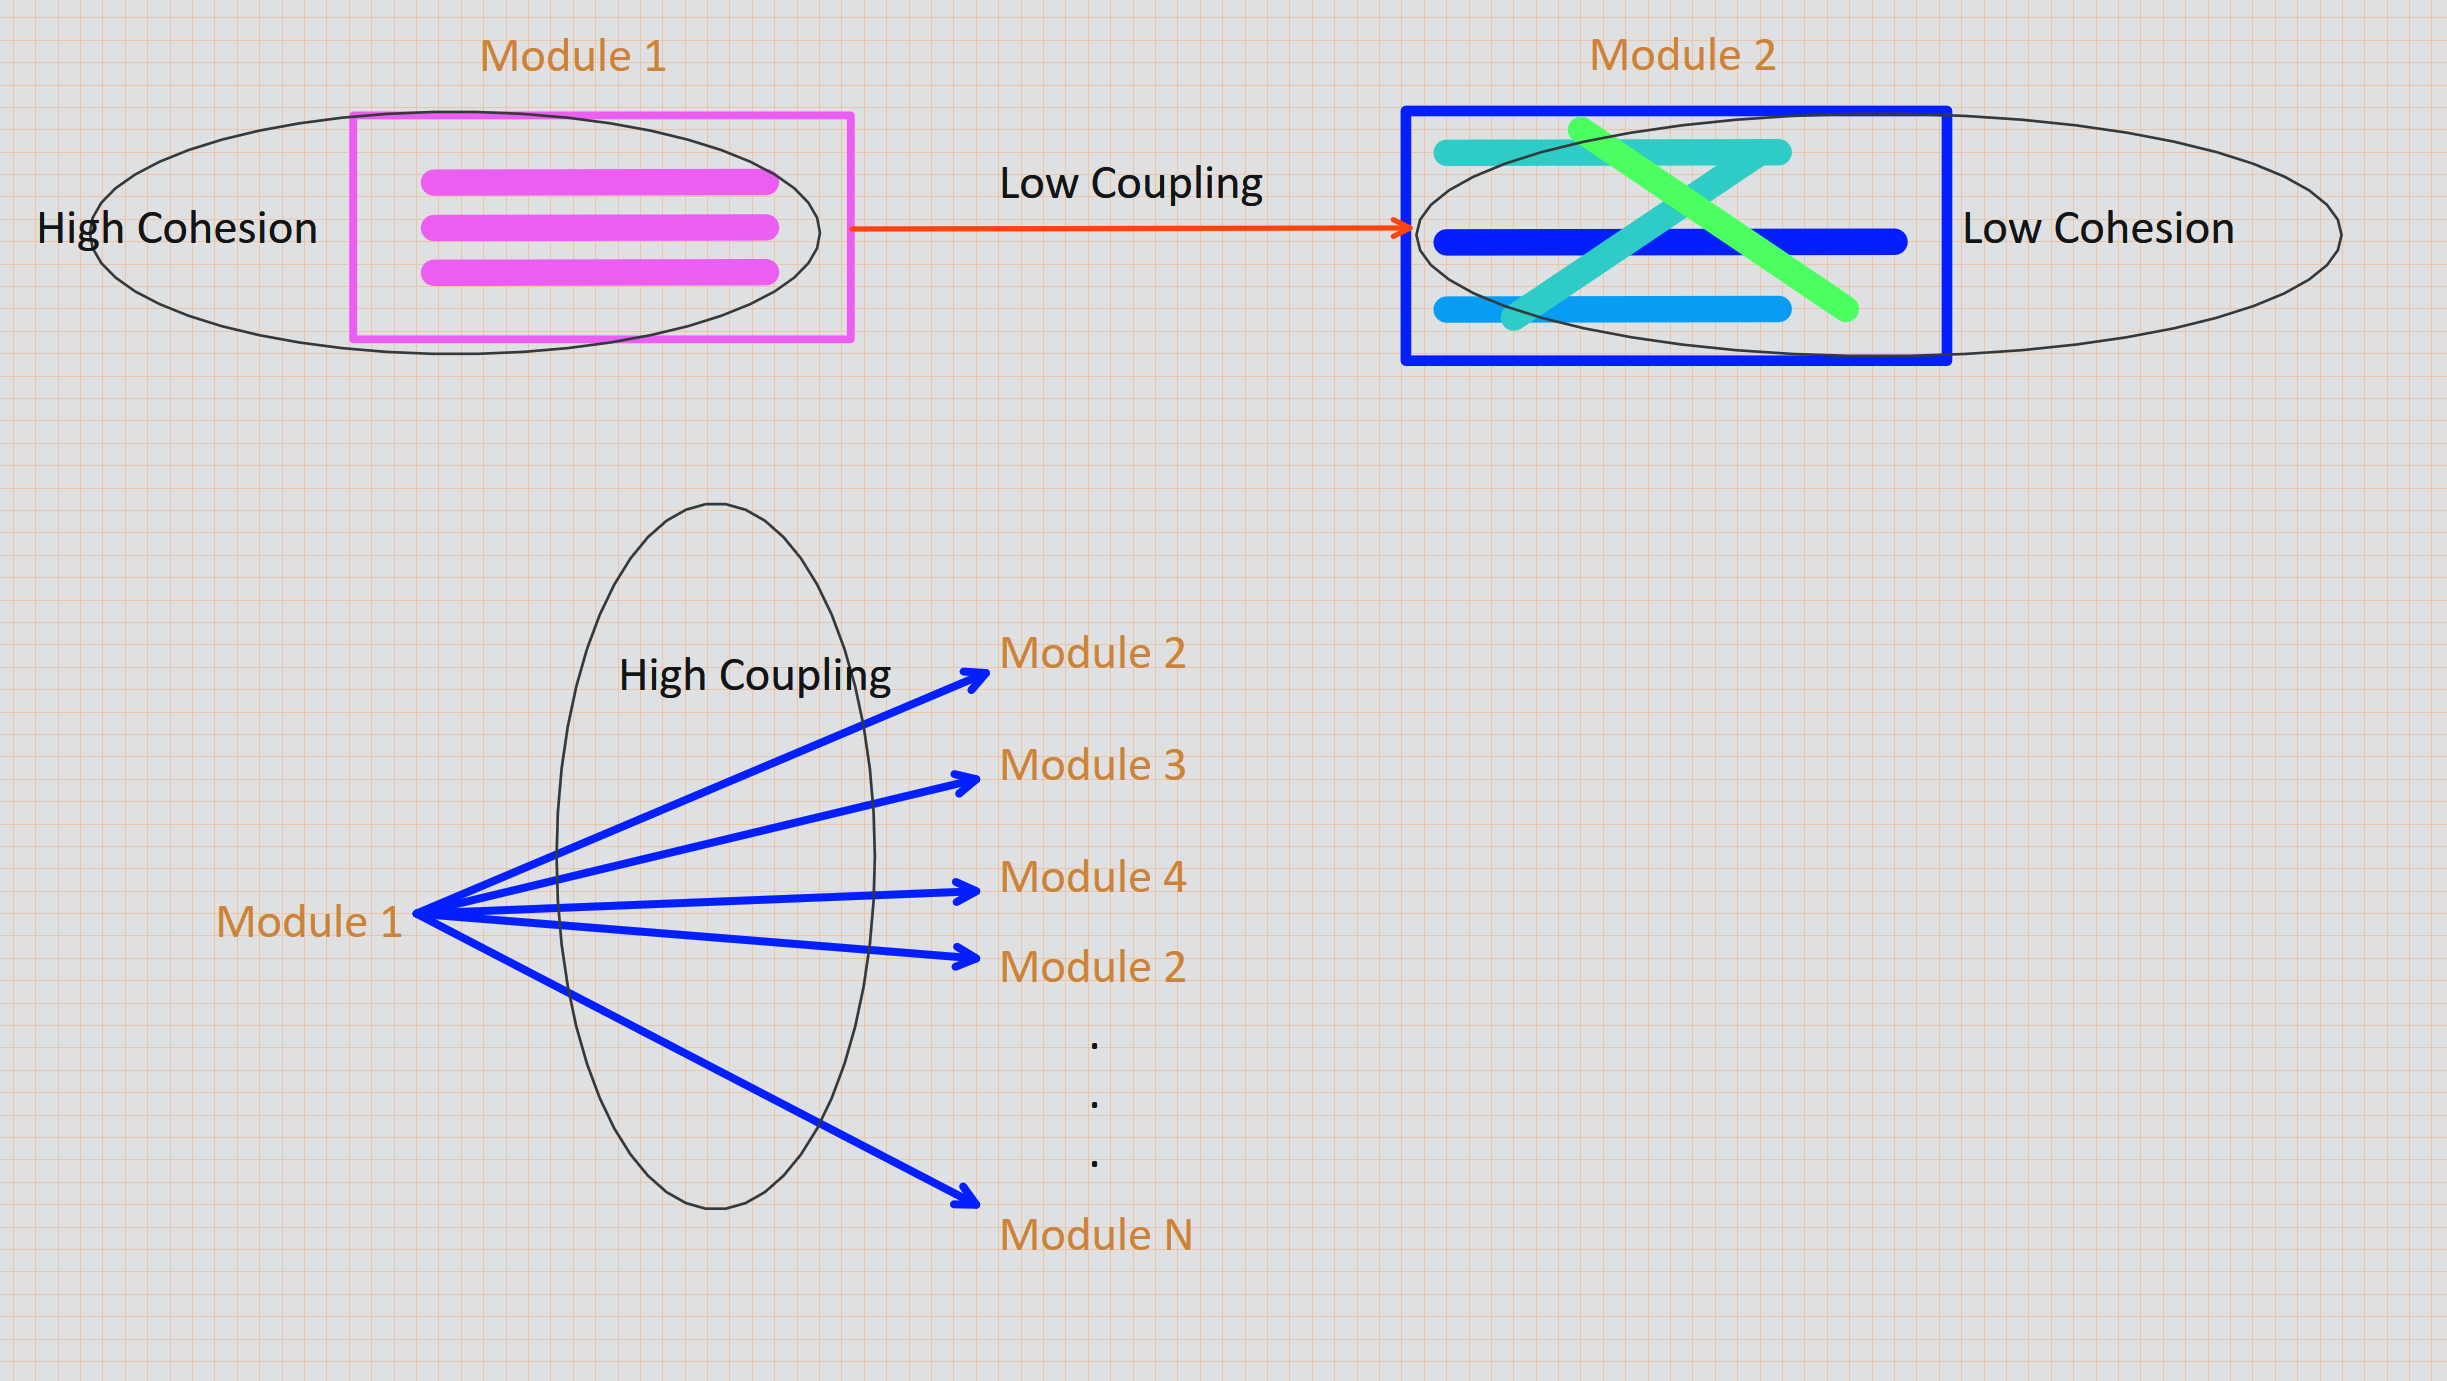 Module 1
Module 2
High Cohesion
Low Coupling
Low Cohesion
High Coupling
Module 2
Module 3
Module 4
Module 1
Module 2
.
.
.
Module N